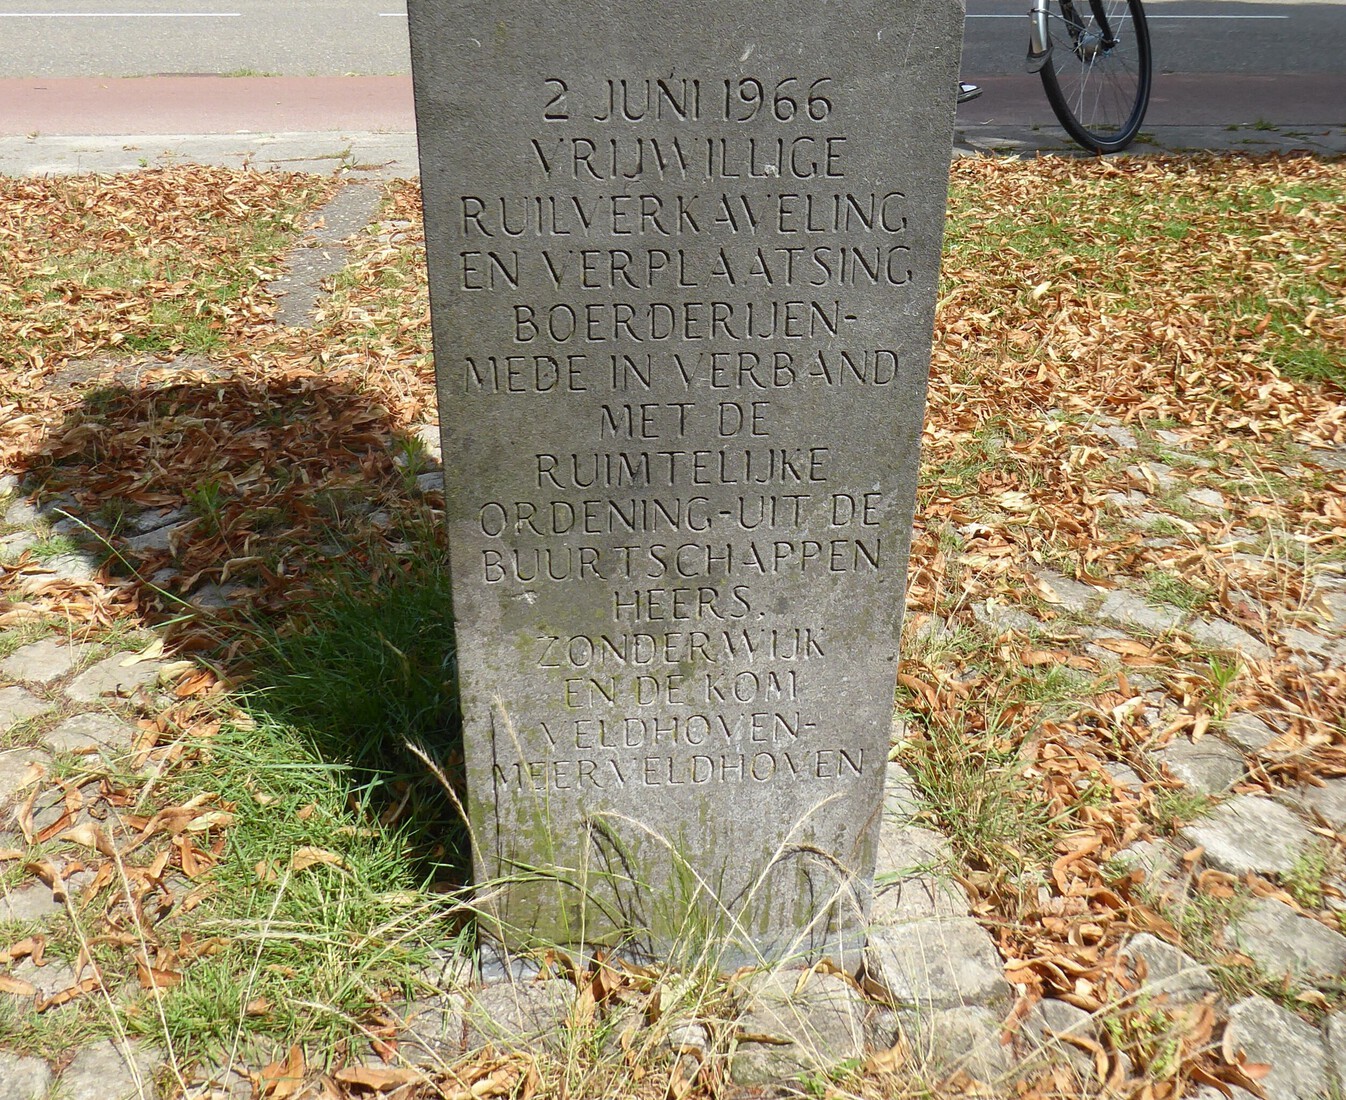 2 JUNI 1966
VRIJWILLIGE
RUILVERKAVELING
EN VERPLAATSING
BOERDERIJEN-
MEDE IN VERBAND
MET DE
RUIMTELIJKE
ORDENING-UIT DE
BUURTSCHAPPEN
HEERS.
ZONDERWIJK
EN DE KOM
VELDHOVEN-
MEERVELDHOVEN